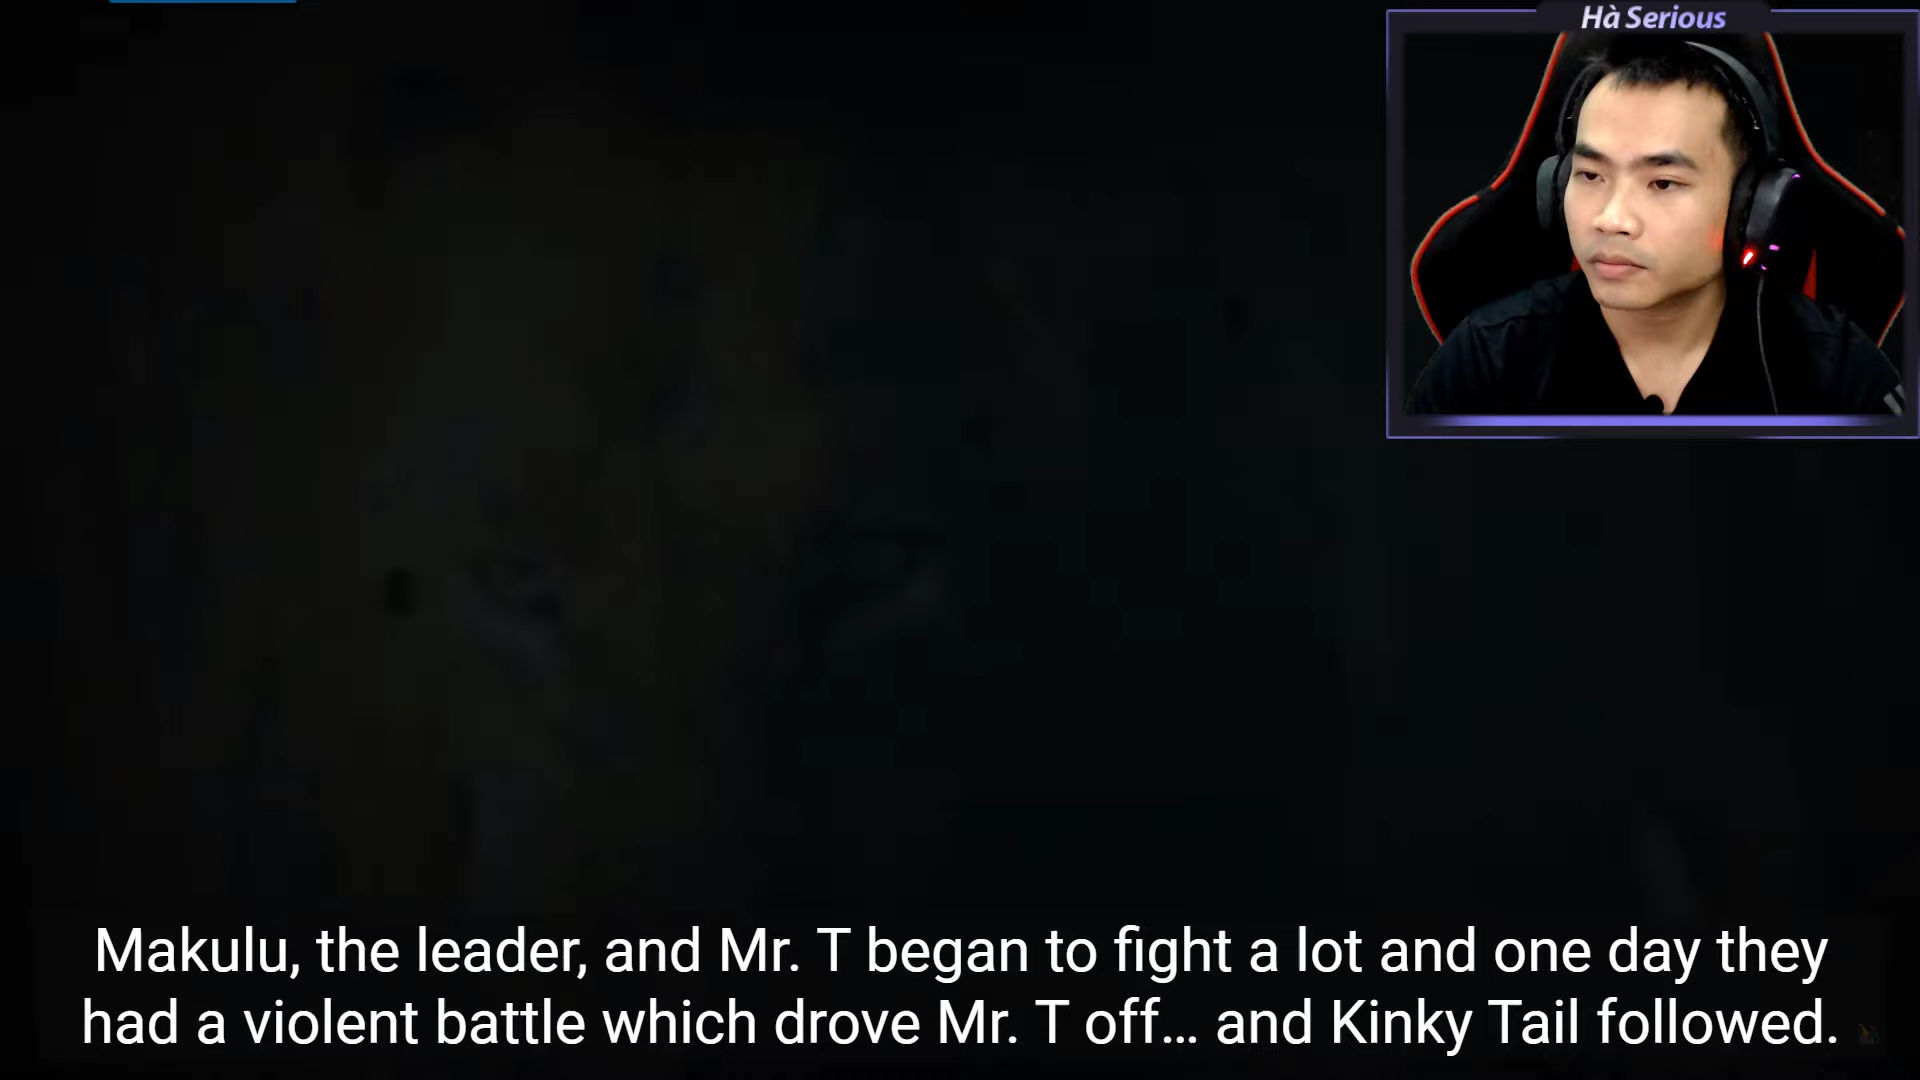 Hà Serious
Makulu, the leader, and Mr. T began to fight a lot and one day they
had a violent battle which drove Mr. T off... and Kinky Tail followed.